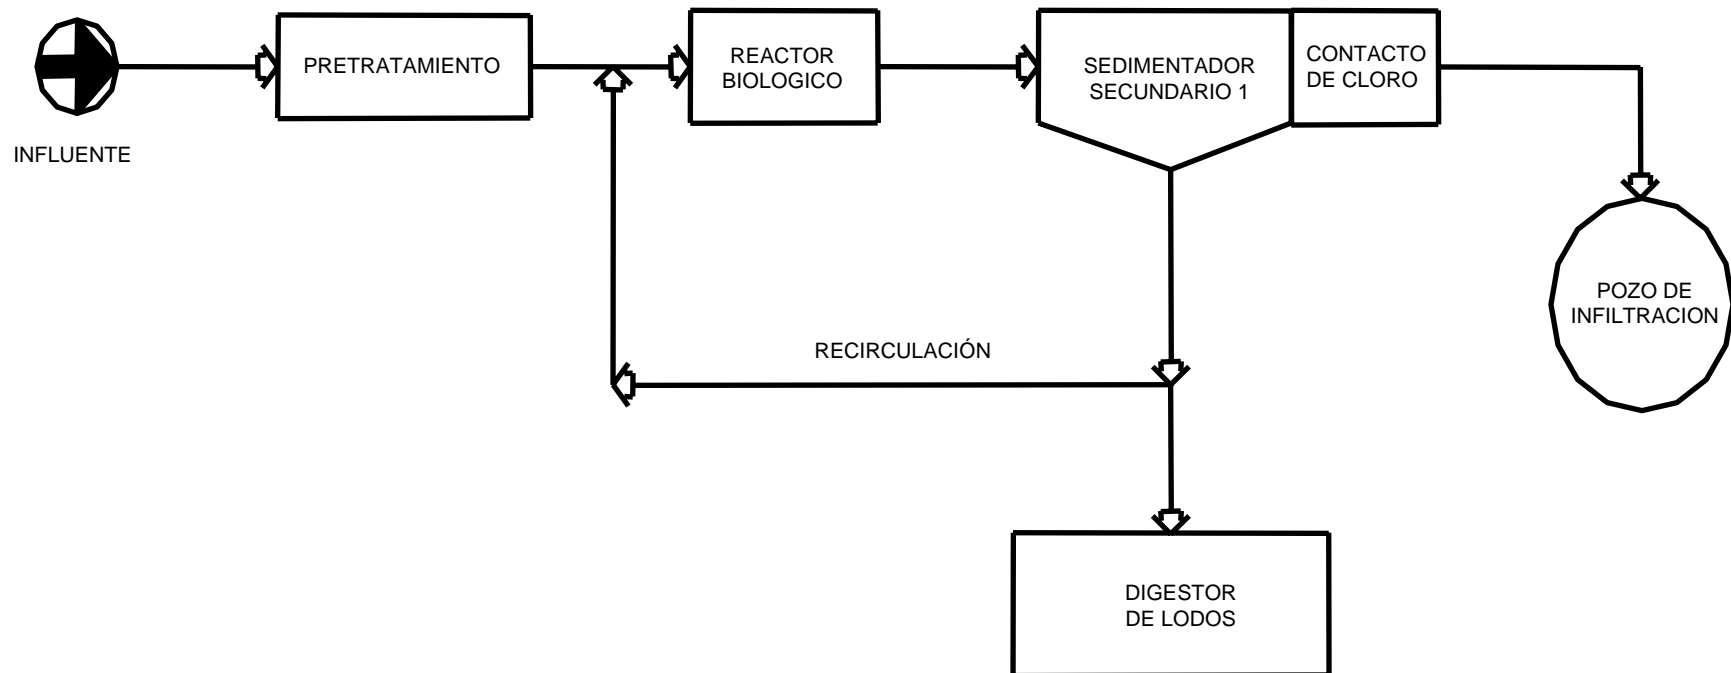 INFLUENTE
PRETRATAMIENTO
REACTOR
BIOLOGICO
SEDIMENTADOR
SECUNDARIO 1
CONTACTO
DE CLORO
POZO DE
INFILTRACION
RECIRCULACIÓN
DIGESTOR
DE LODOS